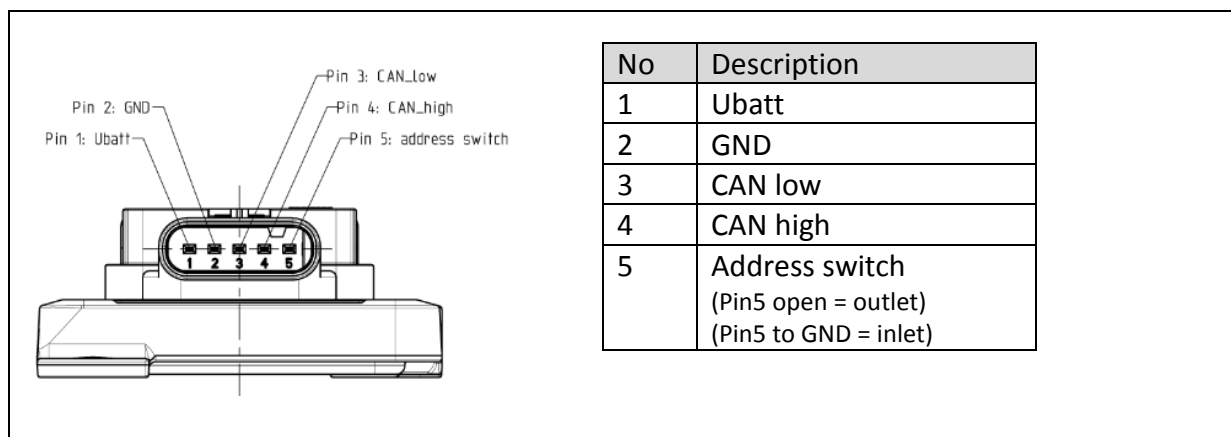 Pin 3: CAN_low
Pin 2: GND
Pin 4: CAN_high
Pin 1: Ubatt
Pin 5: address switch
1 2 3 4 5
No Description
1 Ubatt
2 GND
3 CAN low
4 CAN high
5 Address switch
(Pin5 open = outlet)
(Pin5 to GND = inlet)